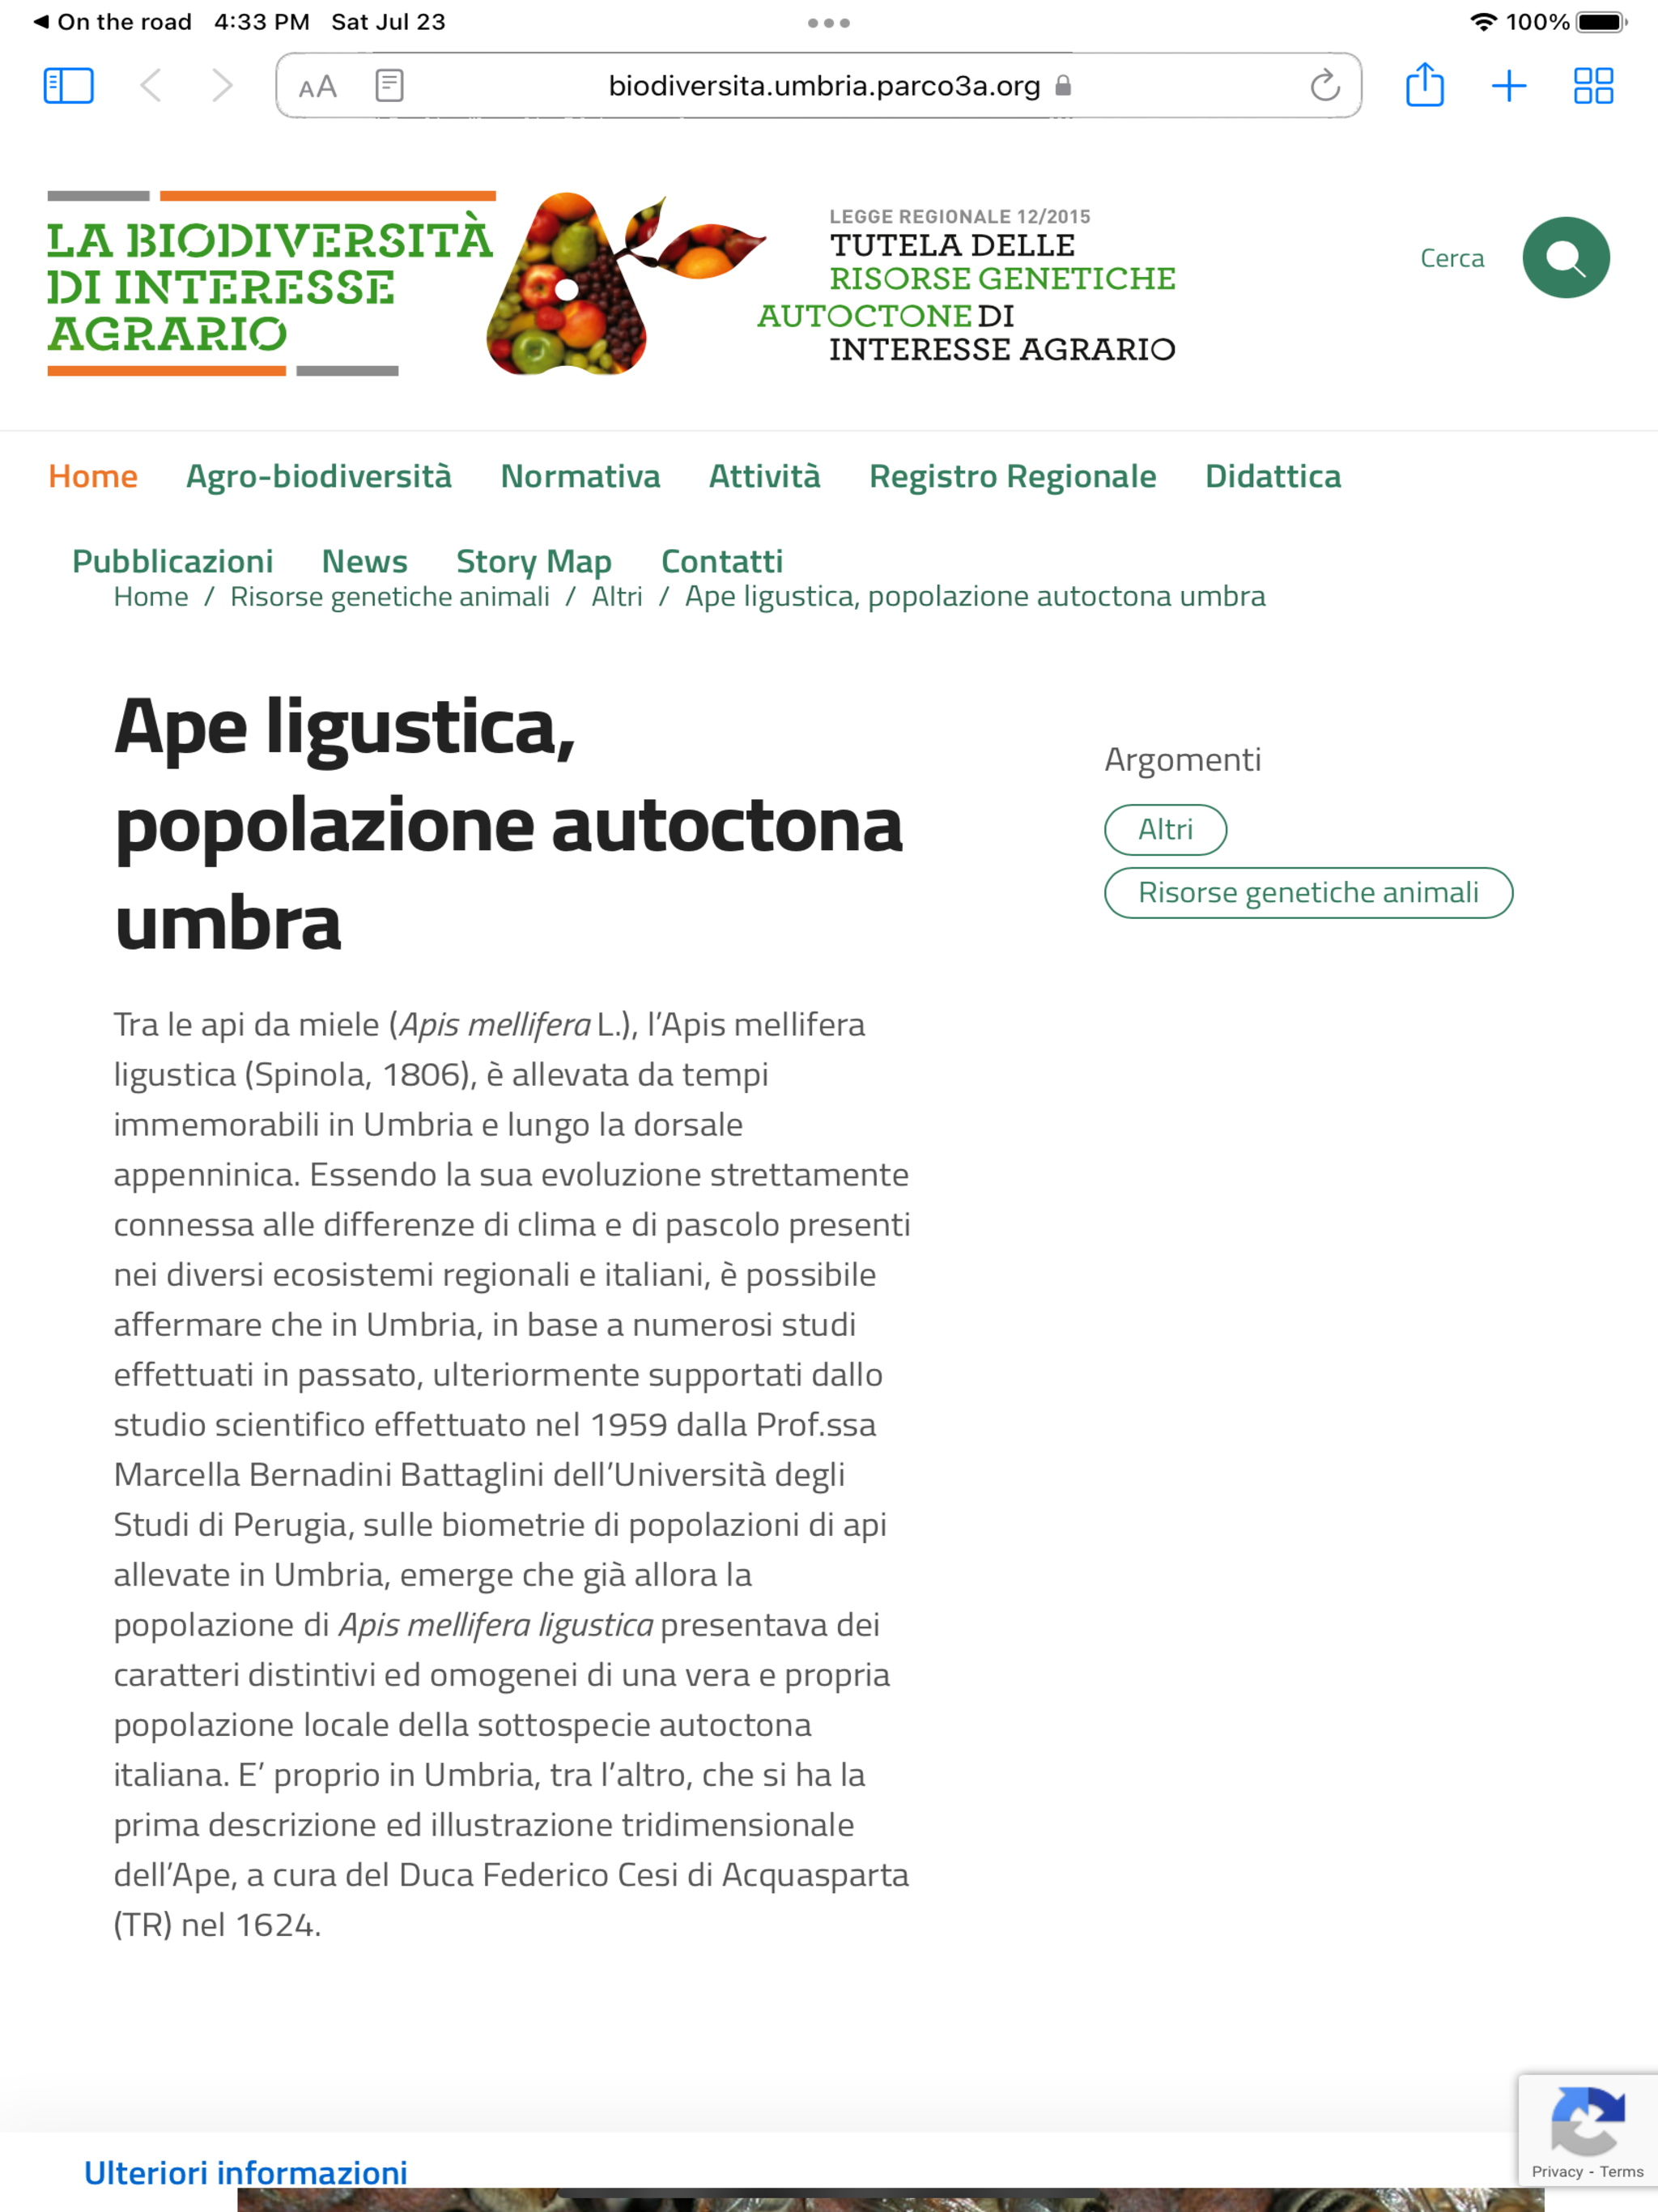 On the road 4:33 PM Sat Jul 23
100%
AA biodiversita.umbria.parco3a.org
LA BIODIVERSITÀ
DI INTERESSE
AGRARIO
LEGGE REGIONALE 12/2015
TUTELA DELLE
RISORSE GENETICHE
AUTOCTONE DI
INTERESSE AGRARIO
Cerca
Home Agro-biodiversità Normativa Attività Registro Regionale Didattica
Pubblicazioni News Story Map Contatti
Home / Risorse genetiche animali / Altri / Ape ligustica, popolazione autoctona umbra
Ape ligustica,
popolazione autoctona
umbra
Argomenti
Altri
Risorse genetiche animali
Tra le api da miele (Apis mellifera L.), l’Apis mellifera
ligustica (Spinola, 1806), è allevata da tempi
immemorabili in Umbria e lungo la dorsale
appenninica. Essendo la sua evoluzione strettamente
connessa alle differenze di clima e di pascolo presenti
nei diversi ecosistemi regionali e italiani, è possibile
affermare che in Umbria, in base a numerosi studi
effettuati in passato, ulteriormente supportati dallo
studio scientifico effettuato nel 1959 dalla Prof.ssa
Marcella Bernadini Battaglini dell’Università degli
Studi di Perugia, sulle biometrie di popolazioni di api
allevate in Umbria, emerge che già allora la
popolazione di Apis mellifera ligustica presentava dei
caratteri distintivi ed omogenei di una vera e propria
popolazione locale della sottospecie autoctona
italiana. E’ proprio in Umbria, tra l’altro, che si ha la
prima descrizione ed illustrazione tridimensionale
dell’Ape, a cura del Duca Federico Cesi di Acquasparta
(TR) nel 1624.
Privacy - Terms
Ulteriori informazioni